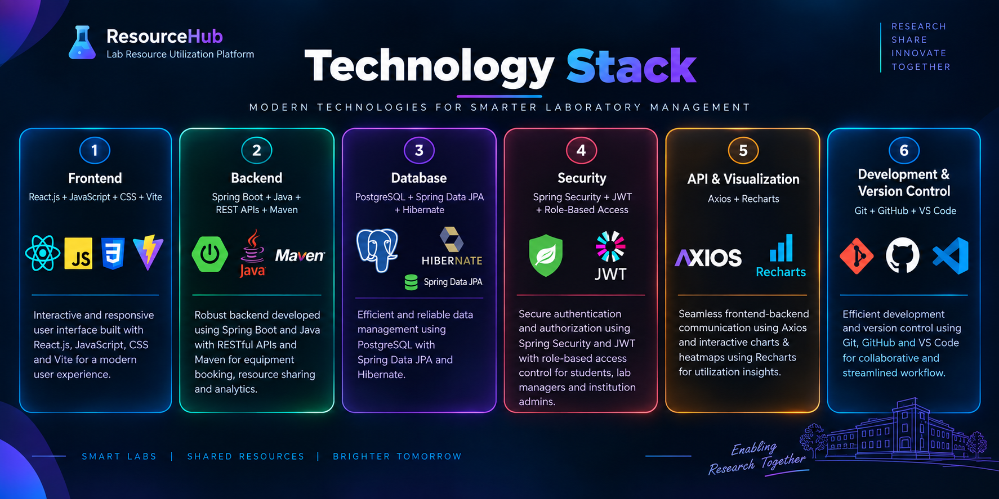 ResourceHub
Lab Resource Utilization Platform
RESEARCH
SHARE
INNOVATE
TOGETHER
Technology Stack
MODERN TECHNOLOGIES FOR SMARTER LABORATORY MANAGEMENT
1
Frontend
React.js + JavaScript + CSS + Vite
JS
3
Interactive and responsive
user interface built with
React.js, JavaScript, CSS
and Vite for a modern
user experience.
2
Backend
Spring Boot + Java +
REST APIs + Maven
Java
Maven
Robust backend developed
using Spring Boot and Java
with RESTful APIs and
Maven for equipment
booking, resource sharing
and analytics.
3
Database
PostgreSQL + Spring Data JPA
+ Hibernate
HIBERNATE
Spring Data JPA
Efficient and reliable data
management using
PostgreSQL with
Spring Data JPA and
Hibernate.
4
Security
Spring Security + JWT
+ Role-Based Access
JWT
Secure authentication
and authorization using
Spring Security and JWT
with role-based access
control for students, lab
managers and institution
admins.
5
API & Visualization
Axios + Recharts
AXIOS
Recharts
Seamless frontend-backend
communication using Axios
and interactive charts &
heatmaps using Recharts
for utilization insights.
6
Development &
Version Control
Git + GitHub + VS Code
Efficient development
and version control using
Git, GitHub and VS Code
for collaborative and
streamlined workflow.
SMART LABS | SHARED RESOURCES | BRIGHTER TOMORROW
Enabling
Research Together